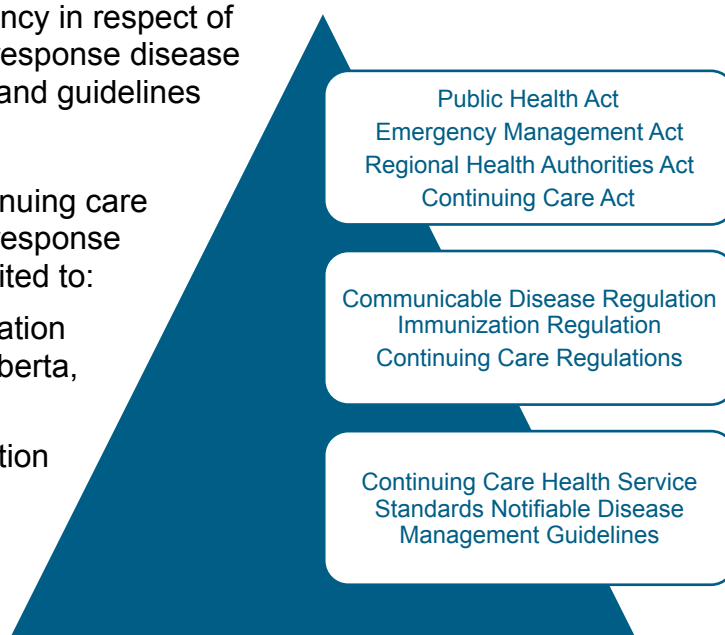 ncy in respect of
response disease
and guidelines
nuing care
response
ited to:
ation
berta,
tion
Public Health Act
Emergency Management Act
Regional Health Authorities Act
Continuing Care Act
Communicable Disease Regulation
Immunization Regulation
Continuing Care Regulations
Continuing Care Health Service
Standards Notifiable Disease
Management Guidelines